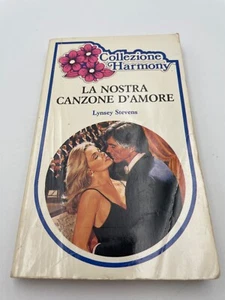 Collezione
Harmony
LA NOSTRA
CANZONE D'AMORE
Lynsey Stevens